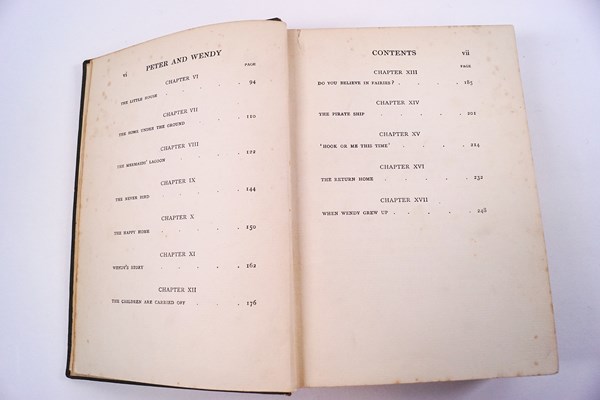 vi PETER AND WENDY
PAGE
CHAPTER VI
THE LITTLE HOUSE . . . . 94
CHAPTER VII
THE HOME UNDER THE GROUND . . . 110
CHAPTER VIII
THE MERMAIDS' LAGOON . . . . 122
CHAPTER IX
THE NEVER BIRD . . . . . 144
CHAPTER X
THE HAPPY HOME . . . . . 150
CHAPTER XI
WENDY'S STORY . . . . . 162
CHAPTER XII
THE CHILDREN ARE CARRIED OFF . . . 176
CONTENTS vii
PAGE
CHAPTER XIII
DO YOU BELIEVE IN FAIRIES? . . . . 185
CHAPTER XIV
THE PIRATE SHIP . . . . . 201
CHAPTER XV
'HOOK OR ME THIS TIME' . . . . 214
CHAPTER XVI
THE RETURN HOME . . . . . 232
CHAPTER XVII
WHEN WENDY GREW UP . . . . . 248